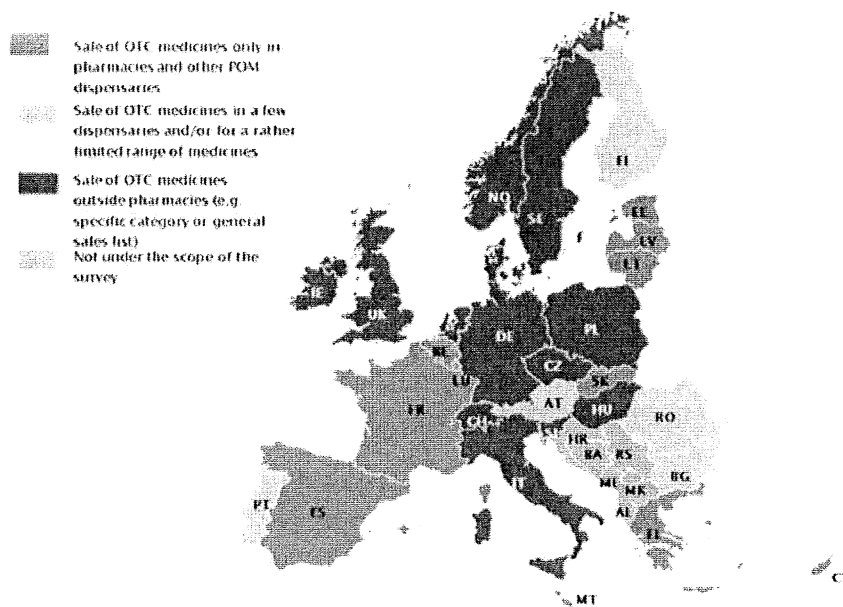 Sale of OTC medicines only in
pharmacies and other POM
dispensaries
Sale of OTC medicines in a few
dispensaries and/or for a rather
limited range of medicines
Sale of OTC medicines
outside pharmacies (e.g.
specific category or general
sales list)
Not under the scope of the
survey
FI
NO
SE
EE
LV
LT
IE
UK
DE
PL
BE
CZ
LU
SK
FR
AT
HU
RO
CH
HR
BA
RS
IT
ME
MK
BG
PT
ES
AL
EL
C
MT